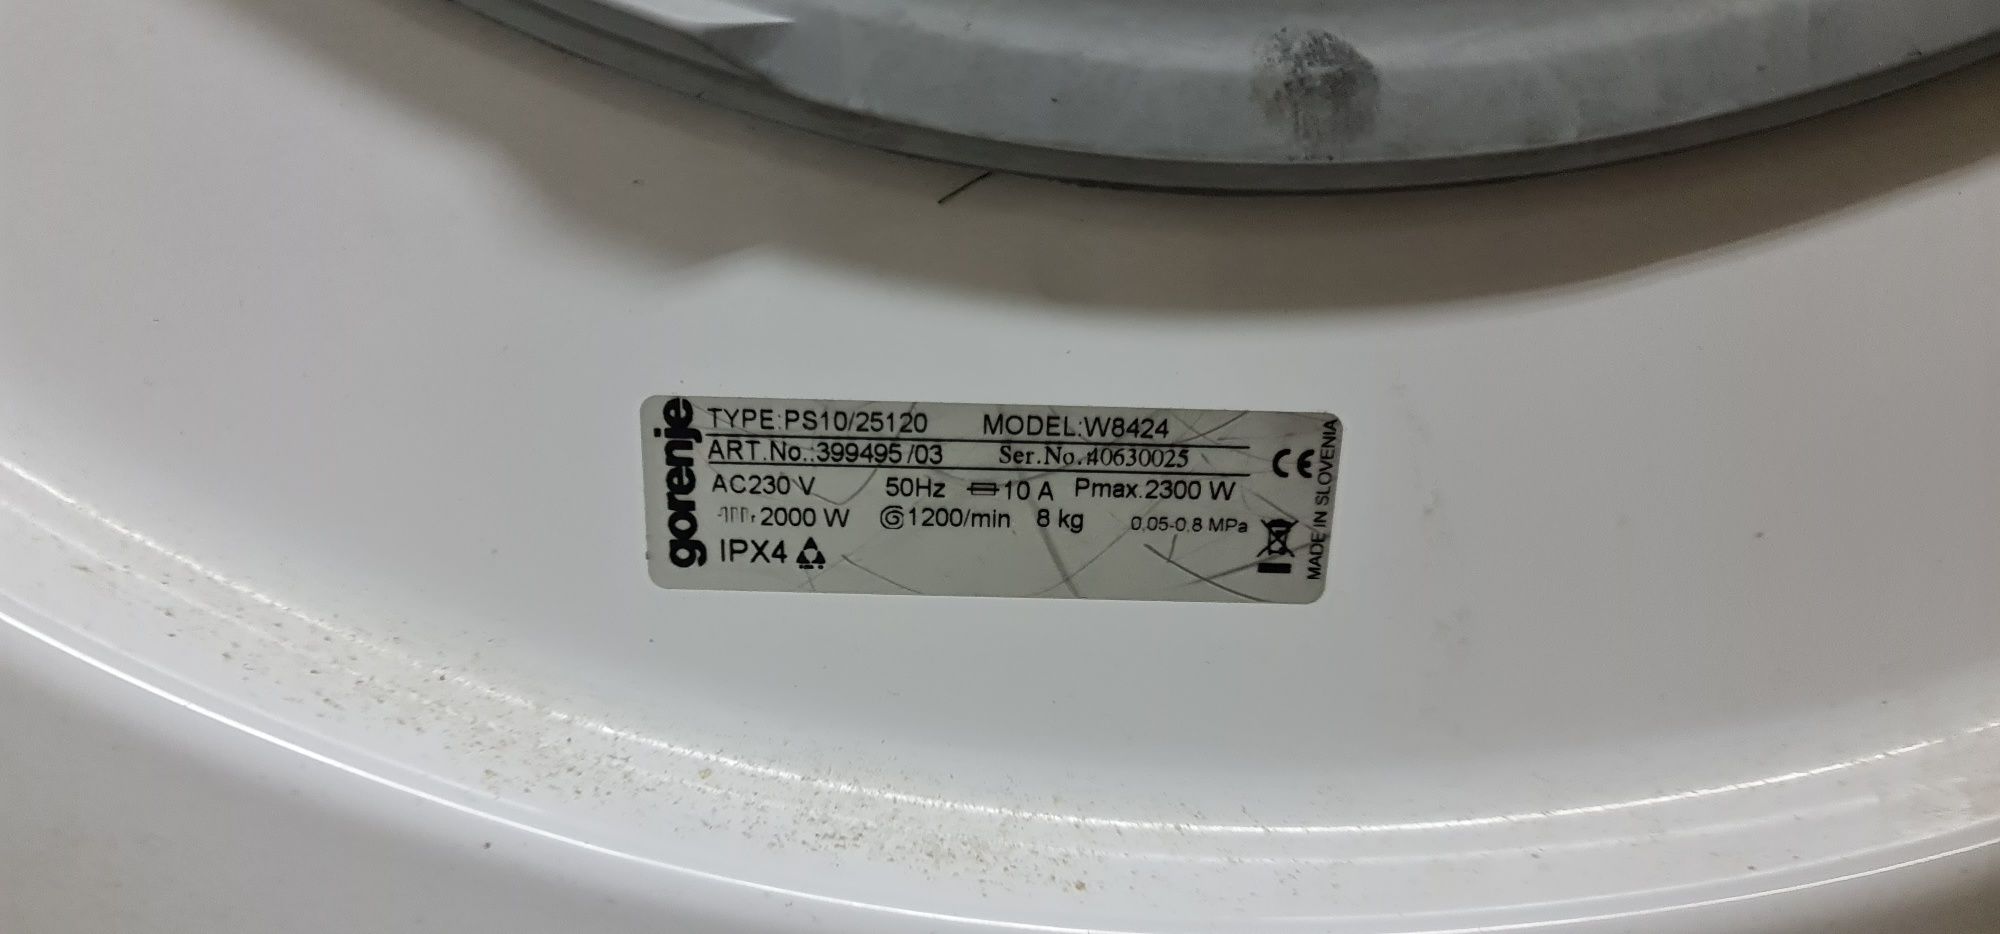 gorenje
TYPE:PS10/25120 MODEL:W8424
ART.No.:399495/03 Ser.No.:40630025
AC230 V 50Hz 10 A Pmax.2300 W
2000 W 1200/min 8 kg 0,05-0,8 MPa
IPX4
CE
MADE IN SLOVENIA